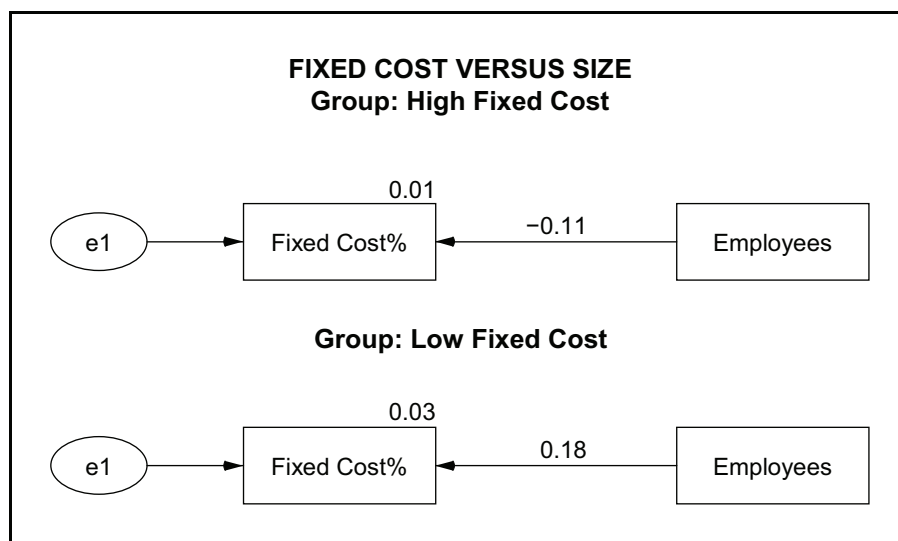 FIXED COST VERSUS SIZE
Group: High Fixed Cost
0.01
e1
Fixed Cost%
−0.11
Employees
Group: Low Fixed Cost
0.03
e1
Fixed Cost%
0.18
Employees